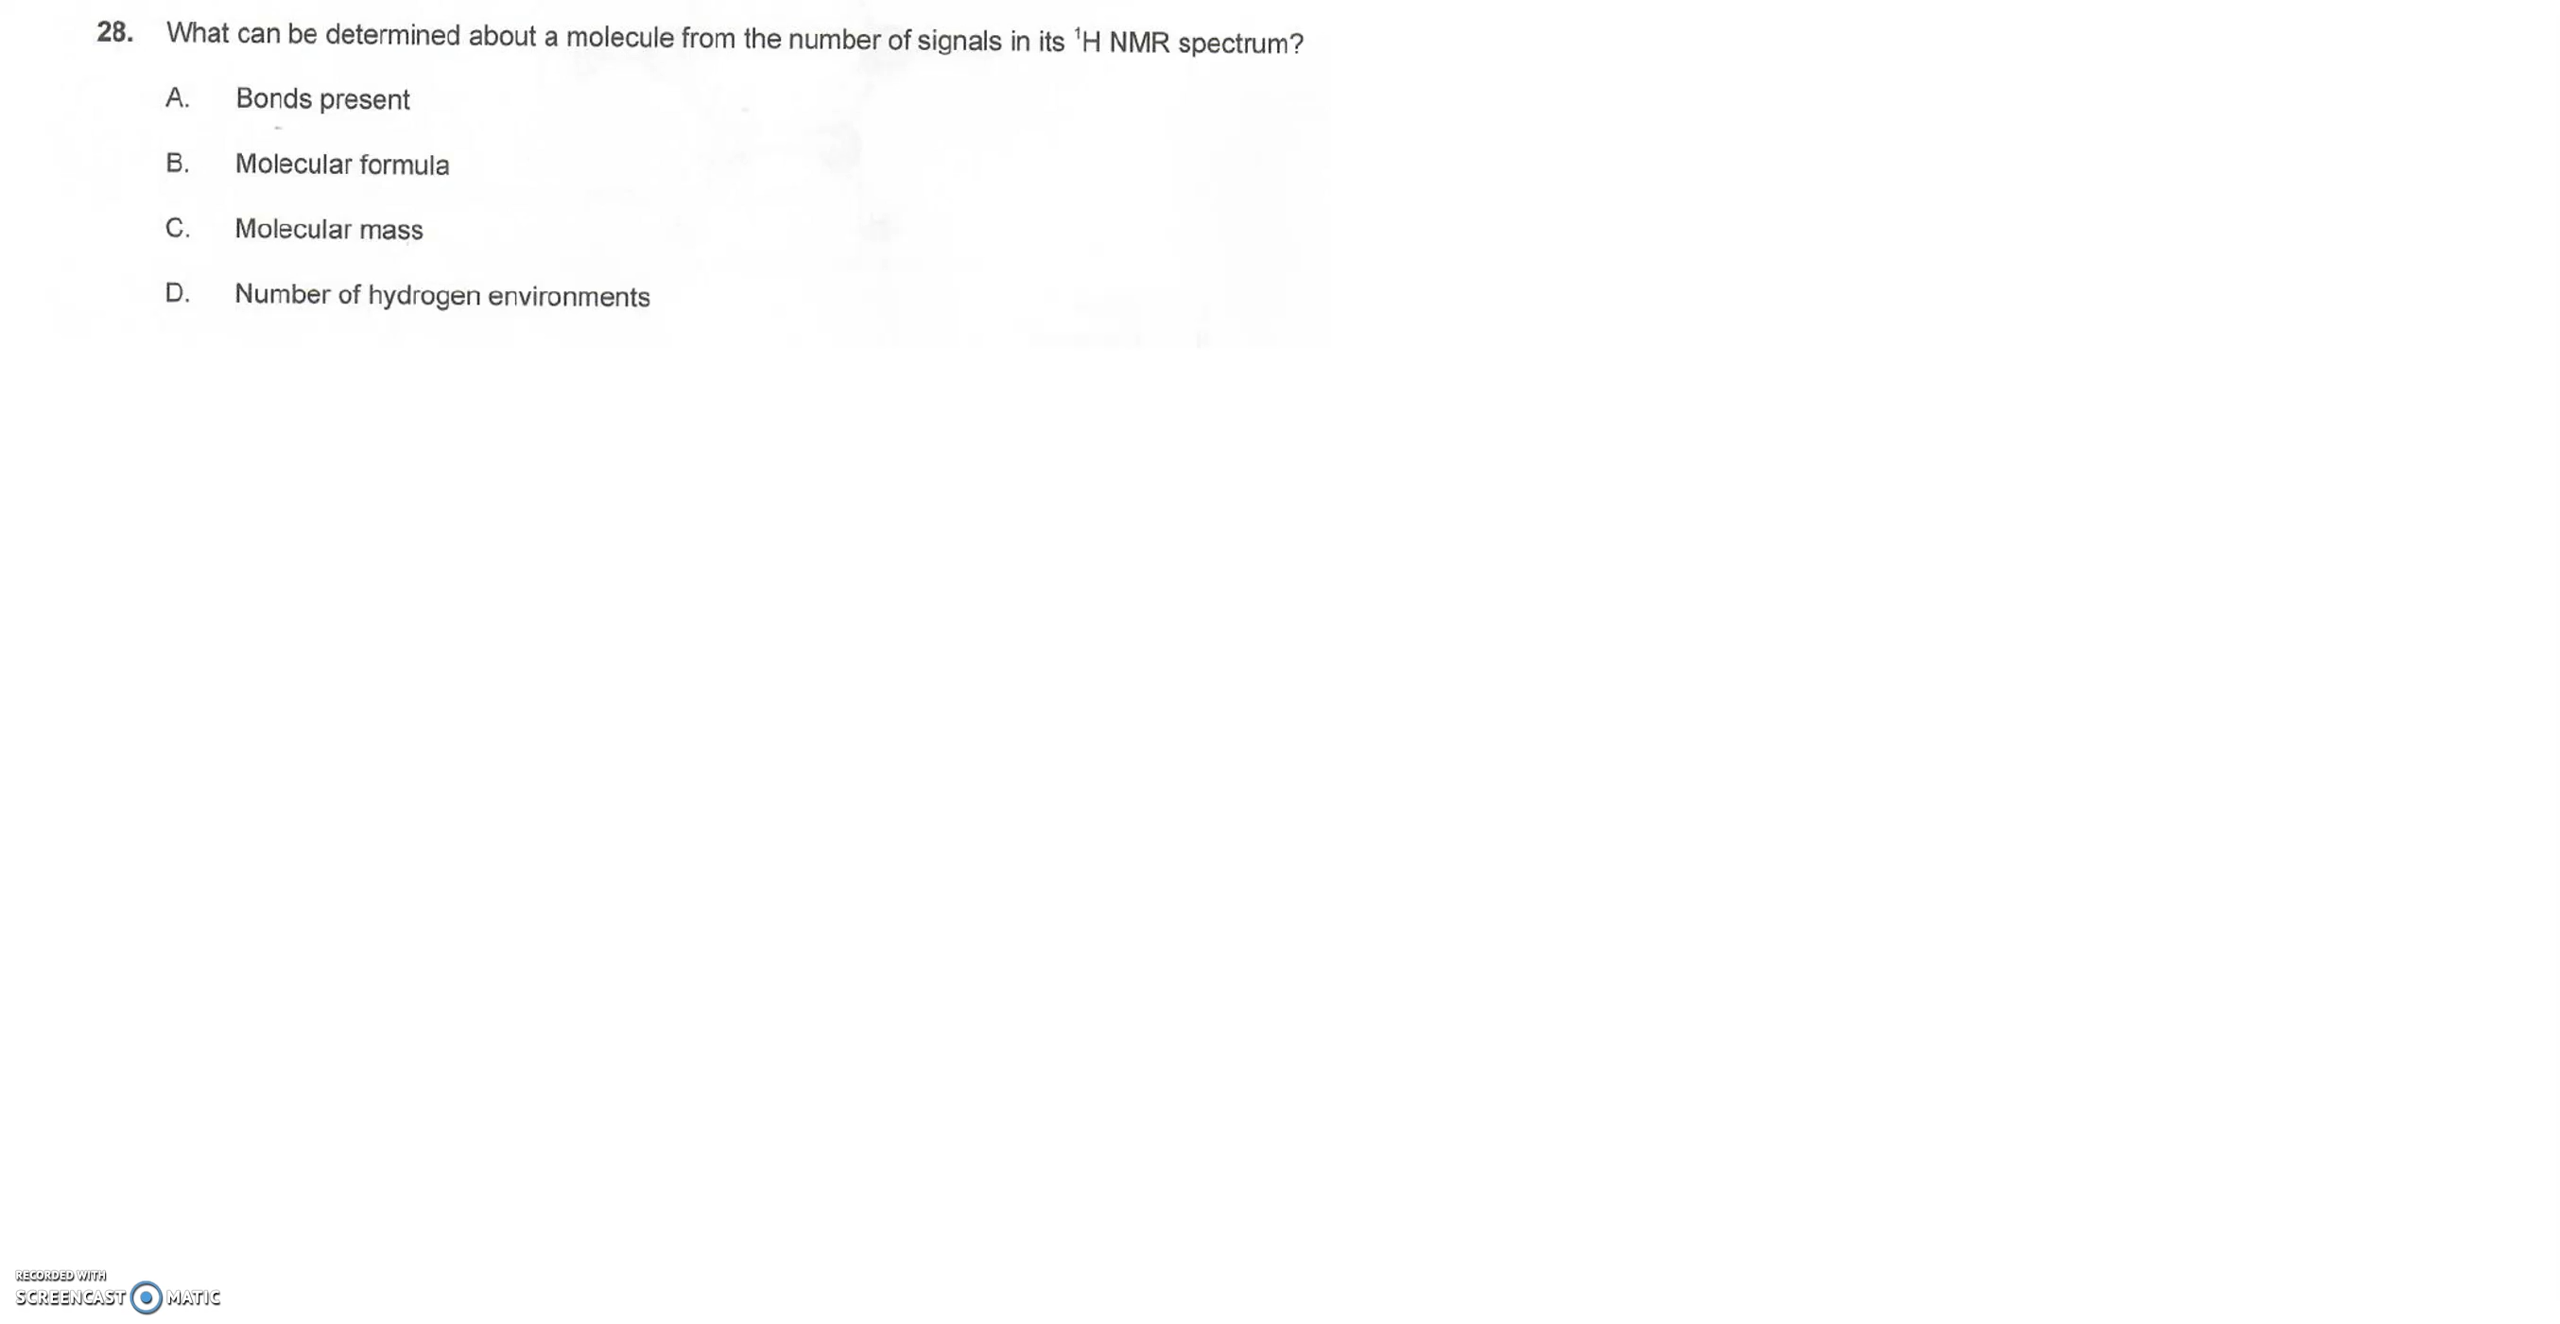 28. What can be determined about a molecule from the number of signals in its ¹H NMR spectrum?
A. Bonds present
B. Molecular formula
C. Molecular mass
D. Number of hydrogen environments
RECORDED WITH
SCREENCAST MATIC